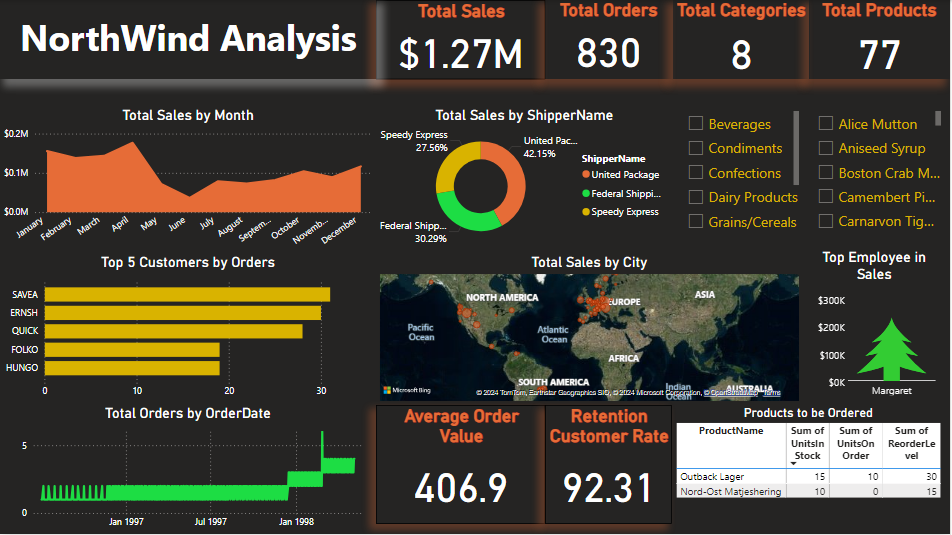 NorthWind Analysis
Total Sales
$1.27M
Total Orders
830
Total Categories
8
Total Products
77
Total Sales by Month
$0.2M
$0.1M
$0.0M
January
February
March
April
May
June
July
August
Septem...
October
Novemb...
December
Total Sales by ShipperName
Speedy Express
27.56%
United Pac...
42.15%
Federal Shipp...
30.29%
ShipperName
United Package
Federal Shippi...
Speedy Express
Beverages
Condiments
Confections
Dairy Products
Grains/Cereals
Alice Mutton
Aniseed Syrup
Boston Crab M...
Camembert Pi...
Carnarvon Tig...
Top 5 Customers by Orders
SAVEA
ERNSH
QUICK
FOLKO
HUNGO
0 10 20 30
Total Sales by City
NORTH AMERICA
EUROPE
ASIA
Pacific
Ocean
Atlantic
Ocean
AFRICA
SOUTH AMERICA
Indian
Ocean
AUSTRALIA
Microsoft Bing
© 2024 TomTom, Earthstar Geographics SIO, © 2024 Microsoft Corporation, © OpenStreetMap Terms
Top Employee in
Sales
$300K
$200K
$100K
$0K
Margaret
Total Orders by OrderDate
5
0
Jan 1997 Jul 1997 Jan 1998
Average Order
Value
406.9
Retention
Customer Rate
92.31
Products to be Ordered
ProductName
Sum of
UnitsIn
Stock
Sum of
UnitsOn
Order
Sum of
ReorderLe
vel
Outback Lager 15 10 30
Nord-Ost Matjeshering 10 0 15